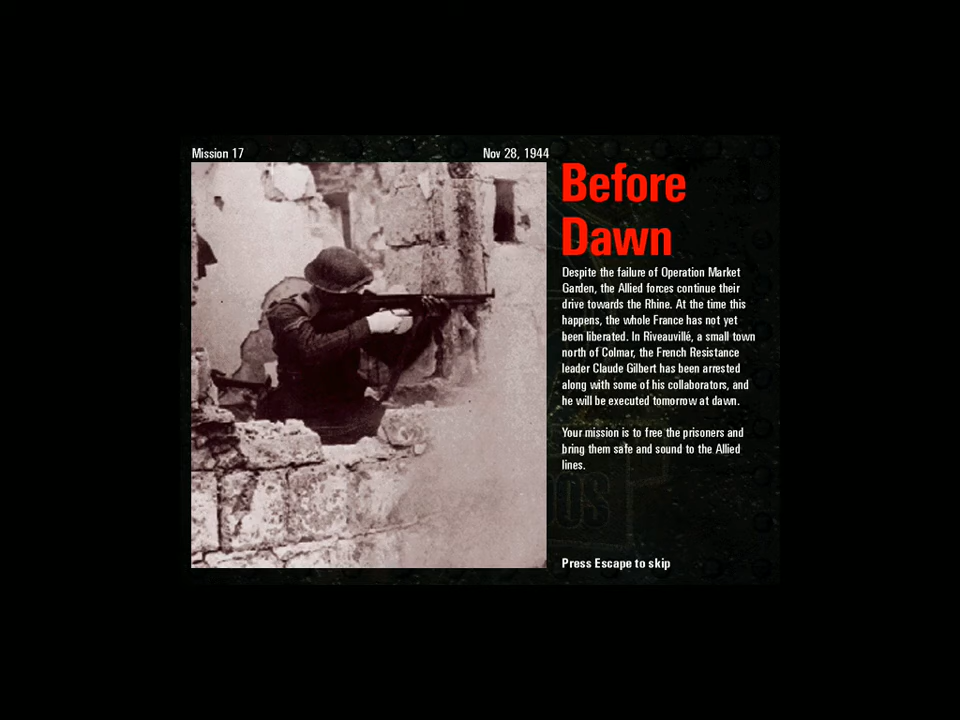 Mission 17
Nov 28, 1944
Before
Dawn
Despite the failure of Operation Market
Garden, the Allied forces continue their
drive towards the Rhine. At the time this
happens, the whole France has not yet
been liberated. In Riveauvillé, a small town
north of Colmar, the French Resistance
leader Claude Gilbert has been arrested
along with some of his collaborators, and
he will be executed tomorrow at dawn.
Your mission is to free the prisoners and
bring them safe and sound to the Allied
lines.
Press Escape to skip